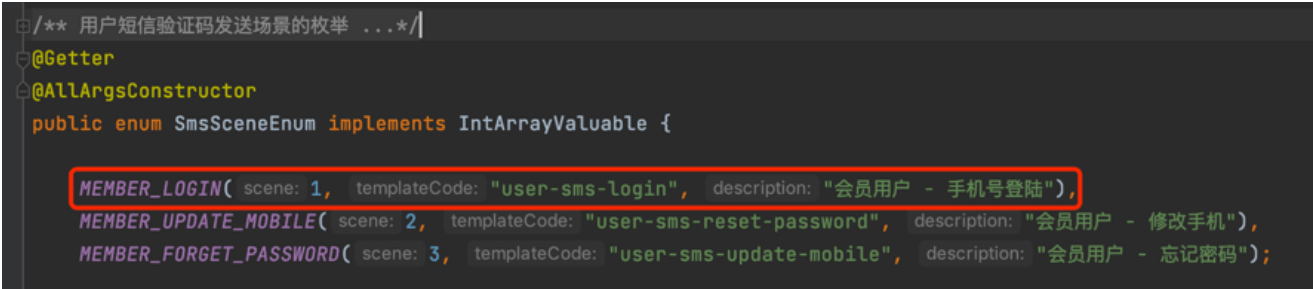 /** 用户短信验证码发送场景的枚举 ...*/
@Getter
@AllArgsConstructor
public enum SmsSceneEnum implements IntArrayValuable {
MEMBER_LOGIN( scene: 1, templateCode: "user-sms-login", description: "会员用户 - 手机号登陆"),
MEMBER_UPDATE_MOBILE( scene: 2, templateCode: "user-sms-reset-password", description: "会员用户 - 修改手机"),
MEMBER_FORGET_PASSWORD( scene: 3, templateCode: "user-sms-update-mobile", description: "会员用户 - 忘记密码");